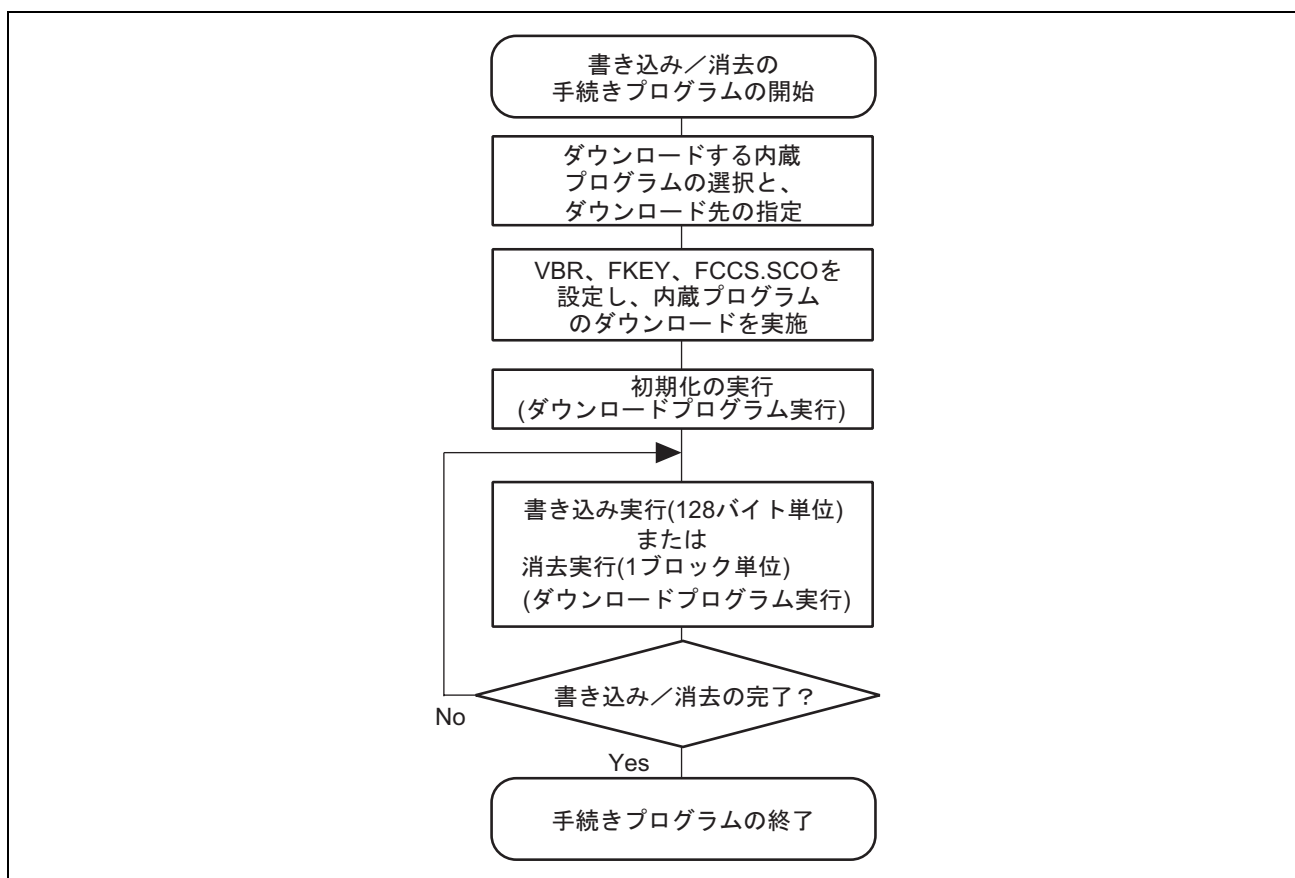 書き込み／消去の
手続きプログラムの開始
ダウンロードする内蔵
プログラムの選択と、
ダウンロード先の指定
VBR、FKEY、FCCS.SCOを
設定し、内蔵プログラム
のダウンロードを実施
初期化の実行
(ダウンロードプログラム実行)
書き込み実行(128バイト単位)
または
消去実行(1ブロック単位)
(ダウンロードプログラム実行)
書き込み／消去の完了？
No
Yes
手続きプログラムの終了